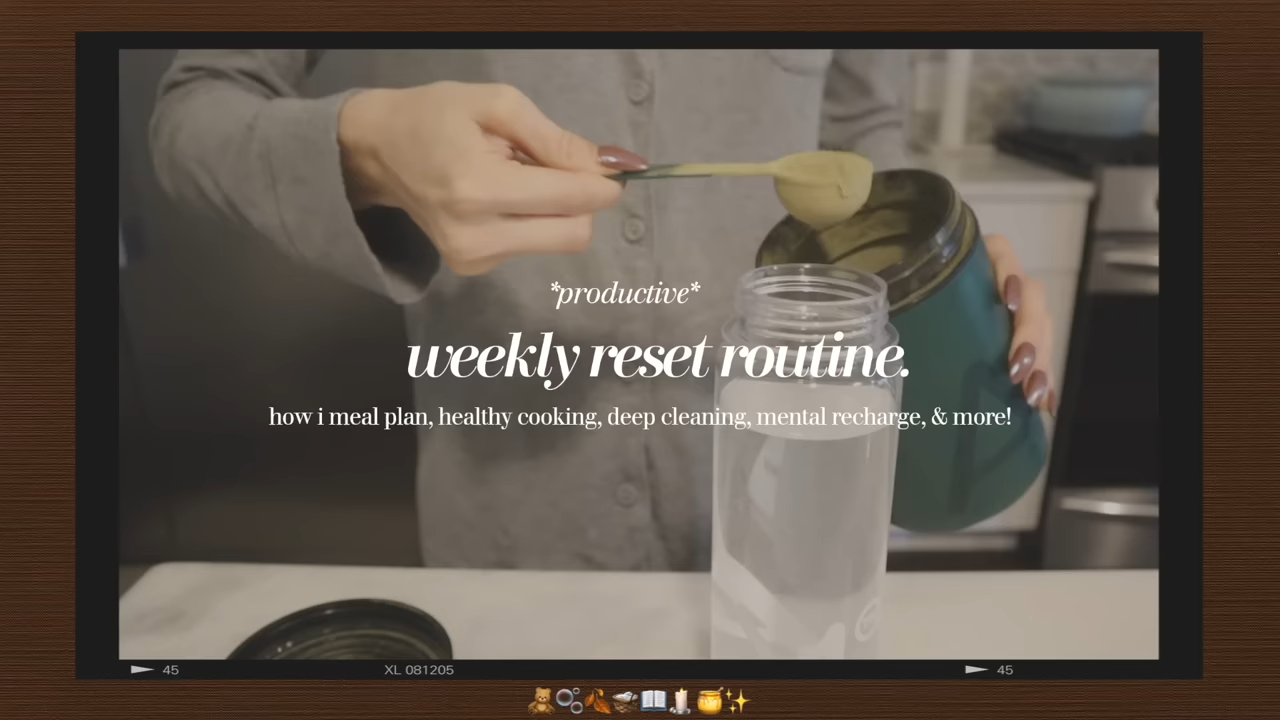 *productive*
weekly reset routine.
how i meal plan, healthy cooking, deep cleaning, mental recharge, & more!
45 XL 081205 45